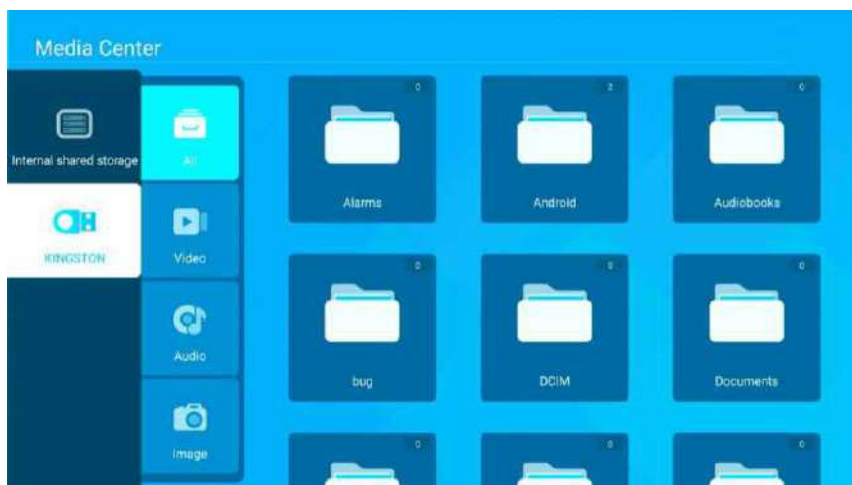 Media Center
Internal shared storage
KINGSTON
All
Video
Audio
Image
0
2
0
Alarms
Android
Audiobooks
0
0
0
bug
DCIM
Documents
0
0
0